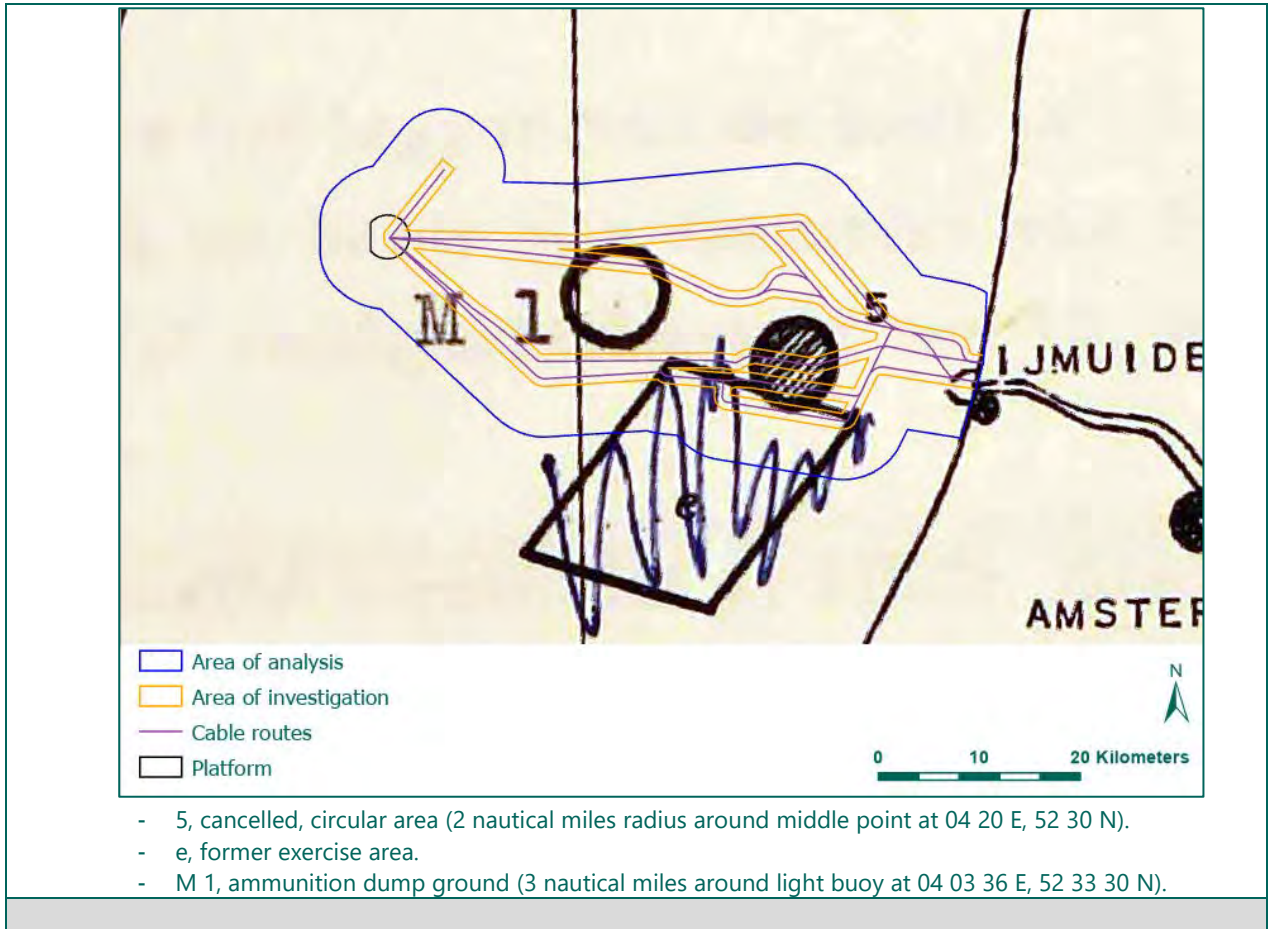 M 1
5
IJMUIDE
e
AMSTER
Area of analysis
Area of investigation
Cable routes
Platform
N
0 10 20 Kilometers
- 5, cancelled, circular area (2 nautical miles radius around middle point at 04 20 E, 52 30 N).
- e, former exercise area.
- M 1, ammunition dump ground (3 nautical miles around light buoy at 04 03 36 E, 52 33 30 N).